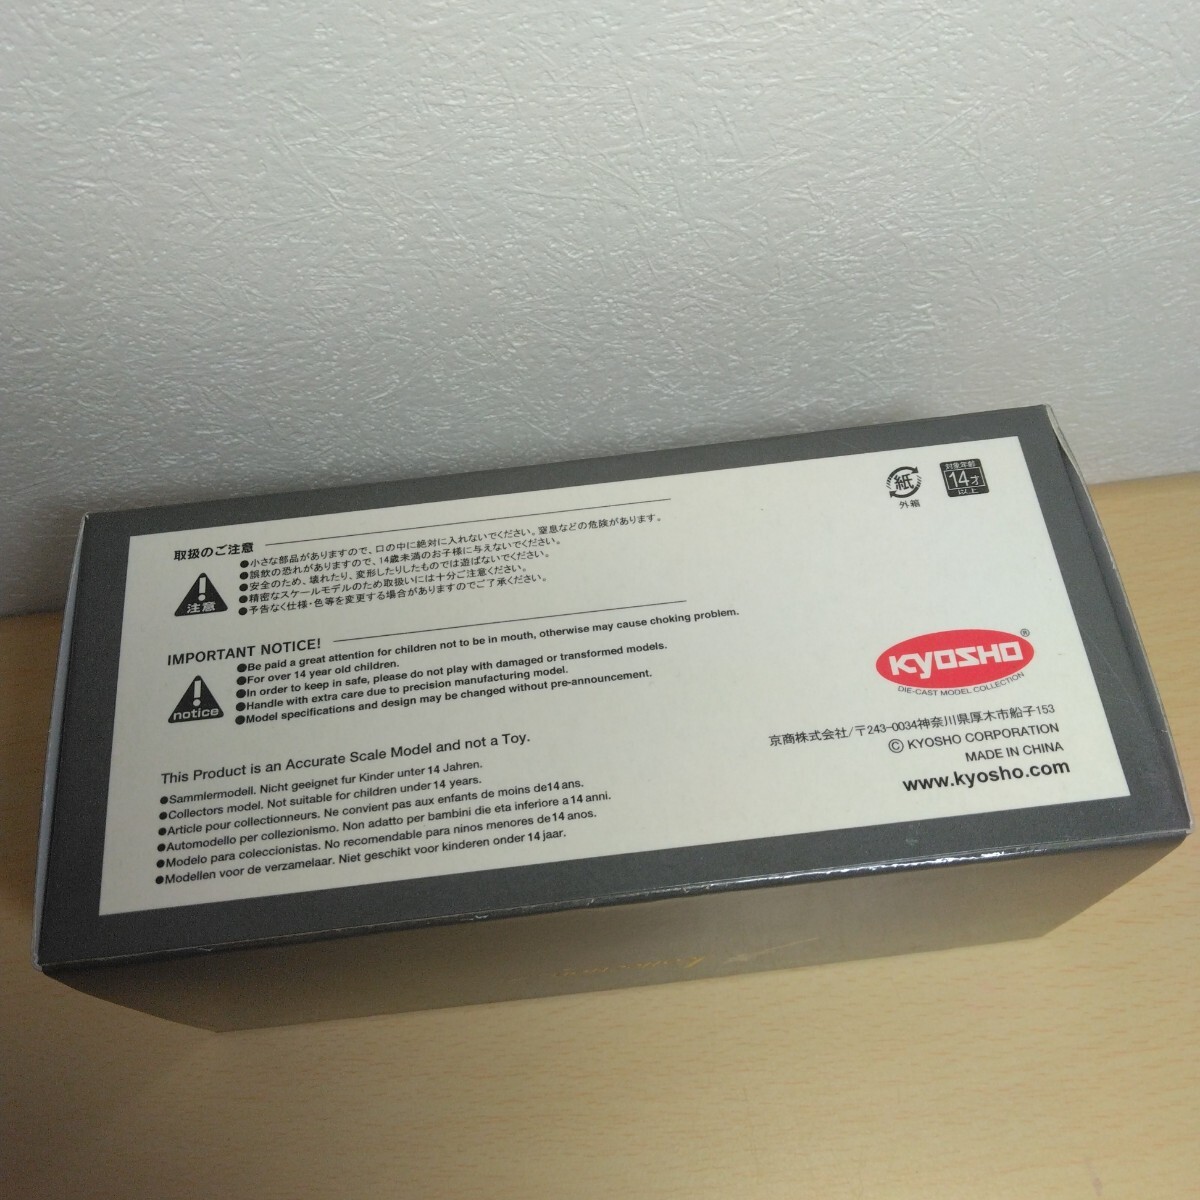 取扱のご注意
注意
●小さな部品がありますので、口の中に絶対に入れないでください。窒息などの危険があります。
●誤飲の恐れがありますので、14歳未満のお子様に与えないでください。
●安全のため、壊れたり、変形したりしたものでは遊ばないでください。
●精密なスケールモデルのため取扱いには十分ご注意ください。
●予告なく仕様・色等を変更する場合がありますのでご了承ください。
紙
外箱
対象年齢
14才
以上
IMPORTANT NOTICE!
notice
●Be paid a great attention for children not to be in mouth, otherwise may cause choking problem.
●For over 14 year old children.
●In order to keep in safe, please do not play with damaged or transformed models.
●Handle with extra care due to precision manufacturing model.
●Model specifications and design may be changed without pre-announcement.
This Product is an Accurate Scale Model and not a Toy.
●Sammlermodell. Nicht geeignet fur Kinder unter 14 Jahren.
●Collectors model. Not suitable for children under 14 years.
●Article pour collectionneurs. Ne convient pas aux enfants de moins de14 ans.
●Automodello per collezionismo. Non adatto per bambini die eta inferiore a 14 anni.
●Modelo para coleccionistas. No recomendable para ninos menores de 14 anos.
●Modellen voor de verzamelaar. Niet geschikt voor kinderen onder 14 jaar.
KYOSHO®
DIE-CAST MODEL COLLECTION
京商株式会社/〒243-0034神奈川県厚木市船子153
© KYOSHO CORPORATION
MADE IN CHINA
www.kyosho.com